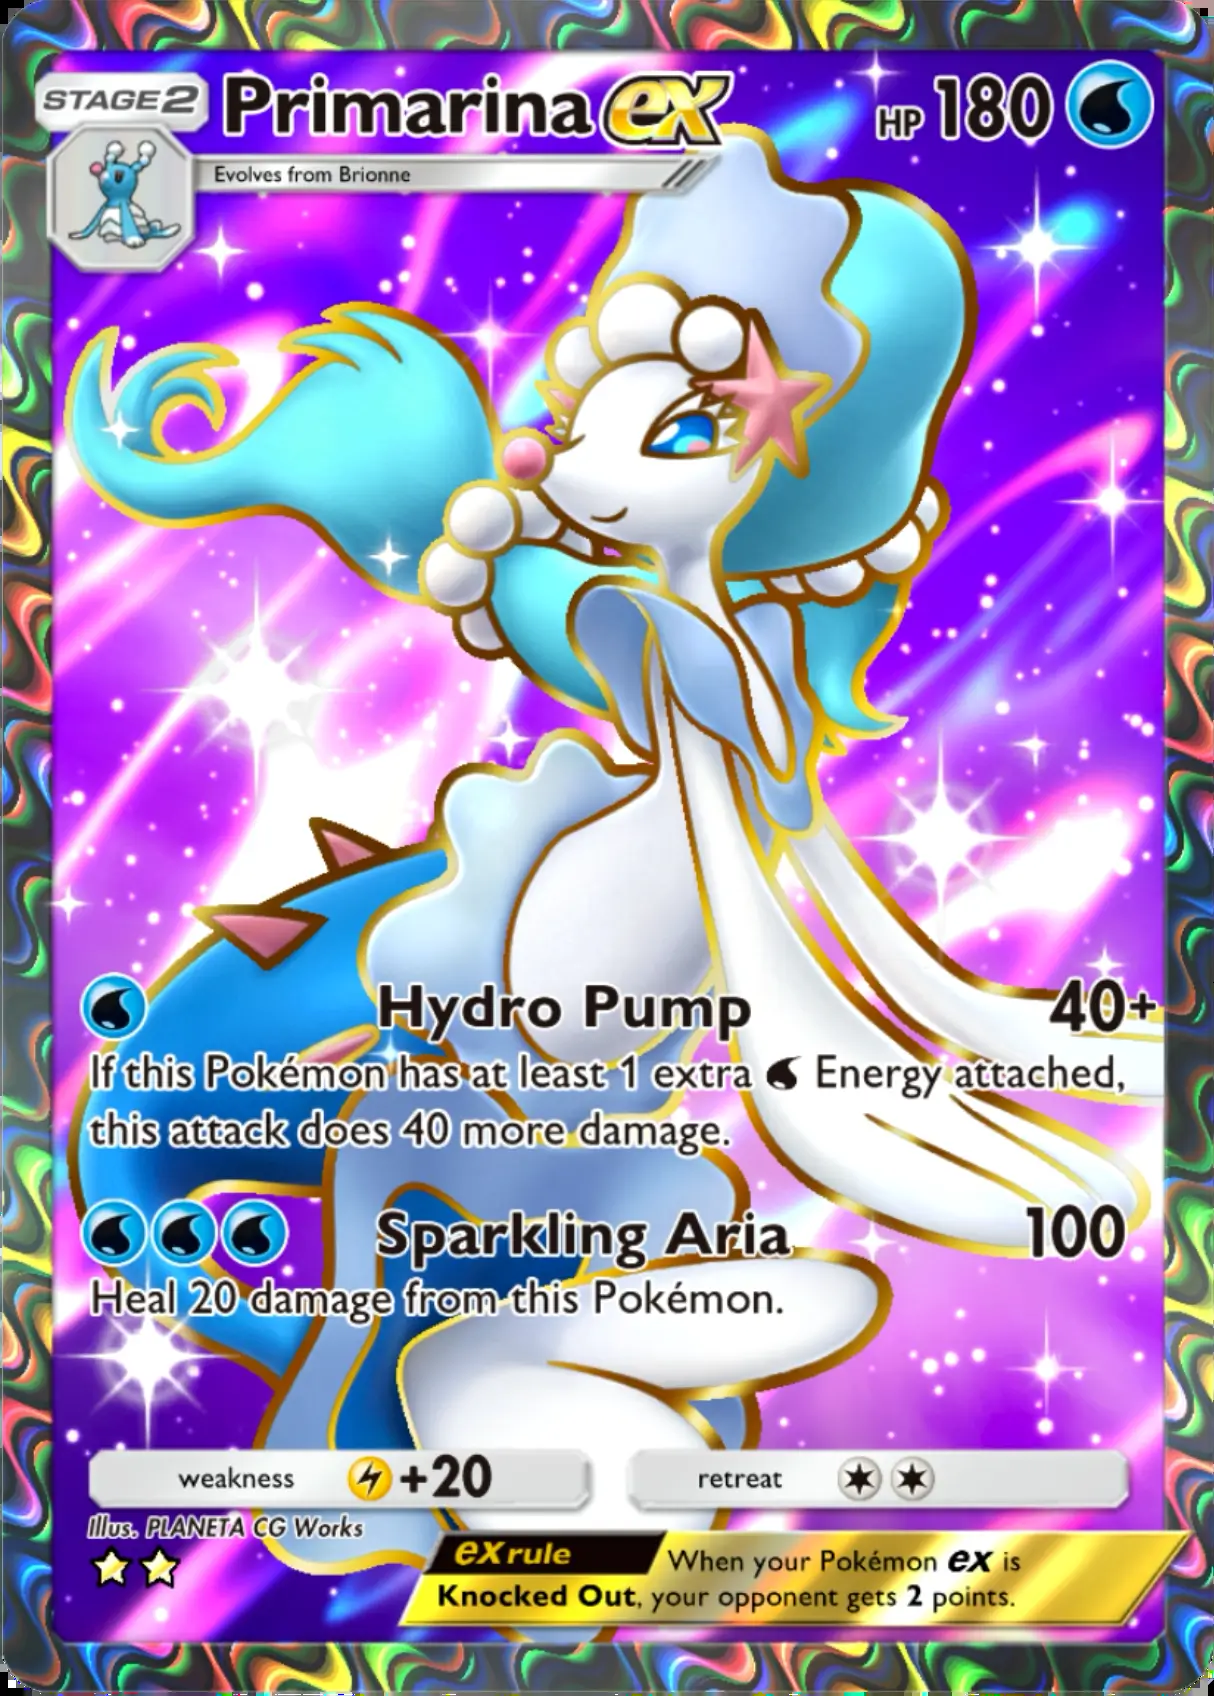 STAGE 2
Primarina ex
HP 180
Evolves from Brionne
Hydro Pump 40+
If this Pokémon has at least 1 extra Energy attached,
this attack does 40 more damage.
Sparkling Aria 100
Heal 20 damage from this Pokémon.
weakness +20
retreat
Illus. PLANETA CG Works
ex rule When your Pokémon ex is
Knocked Out, your opponent gets 2 points.